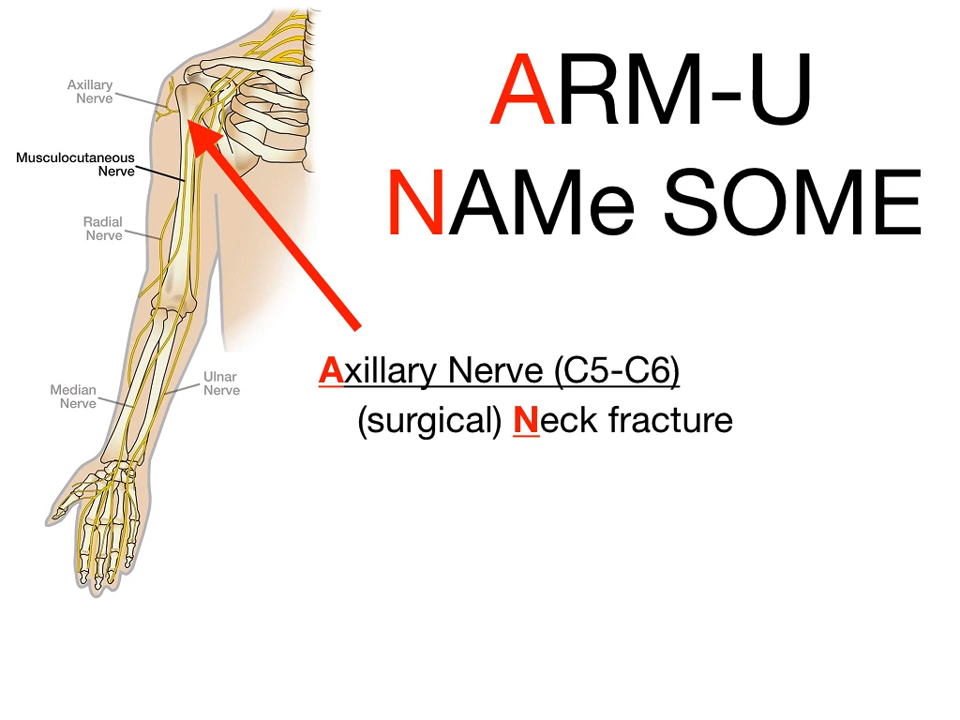 ARM-U
NAMe SOME
Axillary
Nerve
Musculocutaneous
Nerve
Radial
Nerve
Axillary Nerve (C5-C6)
(surgical) Neck fracture
Median
Nerve
Ulnar
Nerve